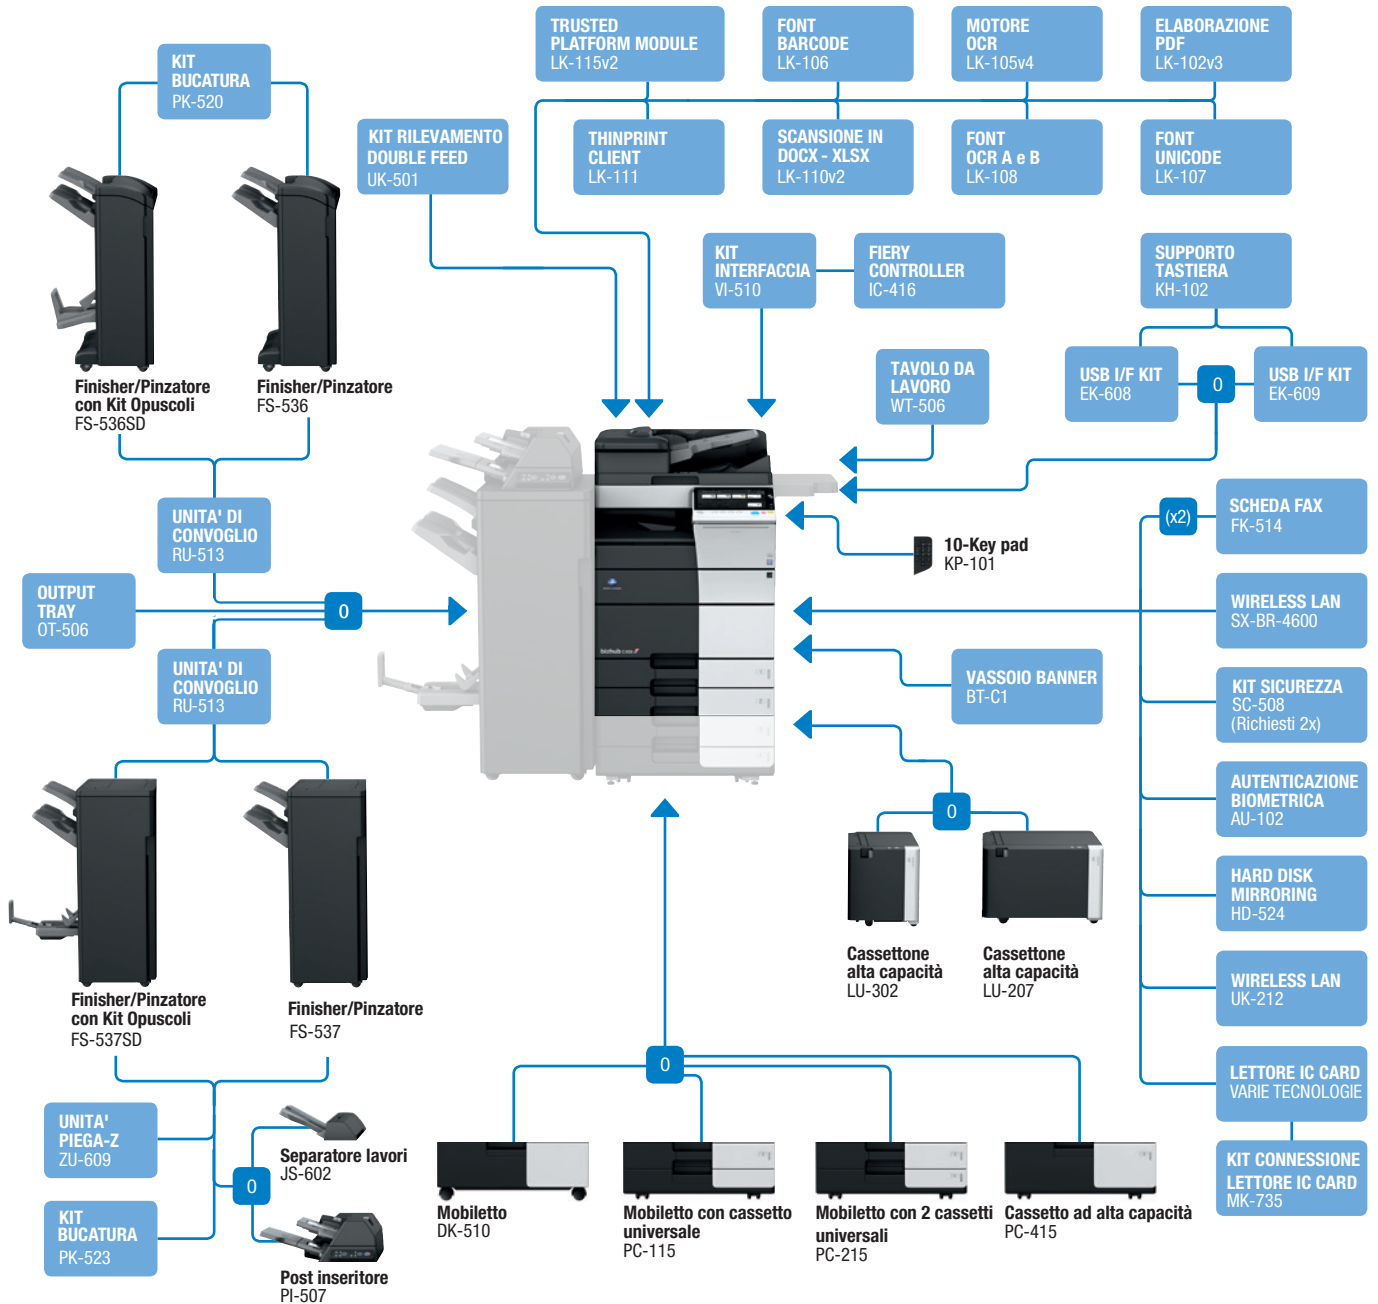 TRUSTED
PLATFORM MODULE
LK-115v2
FONT
BARCODE
LK-106
MOTORE
OCR
LK-105v4
ELABORAZIONE
PDF
LK-102v3
KIT
BUCATURA
PK-520
KIT RILEVAMENTO
DOUBLE FEED
UK-501
THINPRINT
CLIENT
LK-111
SCANSIONE IN
DOCX - XLSX
LK-110v2
FONT
OCR A e B
LK-108
FONT
UNICODE
LK-107
KIT
INTERFACCIA
VI-510
FIERY
CONTROLLER
IC-416
SUPPORTO
TASTIERA
KH-102
Finisher/Pinzatore
con Kit Opuscoli
FS-536SD
Finisher/Pinzatore
FS-536
TAVOLO DA
LAVORO
WT-506
USB I/F KIT
EK-608
O
USB I/F KIT
EK-609
UNITA' DI
CONVOGLIO
RU-513
(x2)
SCHEDA FAX
FK-514
10-Key pad
KP-101
OUTPUT
TRAY
OT-506
O
WIRELESS LAN
SX-BR-4600
bizhub
UNITA' DI
CONVOGLIO
RU-513
VASSOIO BANNER
BT-C1
KIT SICUREZZA
SC-508
(Richiesti 2x)
AUTENTICAZIONE
BIOMETRICA
AU-102
O
HARD DISK
MIRRORING
HD-524
Cassettone
alta capacità
LU-302
Cassettone
alta capacità
LU-207
WIRELESS LAN
UK-212
Finisher/Pinzatore
con Kit Opuscoli
FS-537SD
Finisher/Pinzatore
FS-537
O
LETTORE IC CARD
VARIE TECNOLOGIE
UNITA'
PIEGA-Z
ZU-609
Separatore lavori
JS-602
O
KIT CONNESSIONE
LETTORE IC CARD
MK-735
KIT
BUCATURA
PK-523
Post inseritore
PI-507
Mobiletto
DK-510
Mobiletto con cassetto
universale
PC-115
Mobiletto con 2 cassetti
universali
PC-215
Cassetto ad alta capacità
PC-415